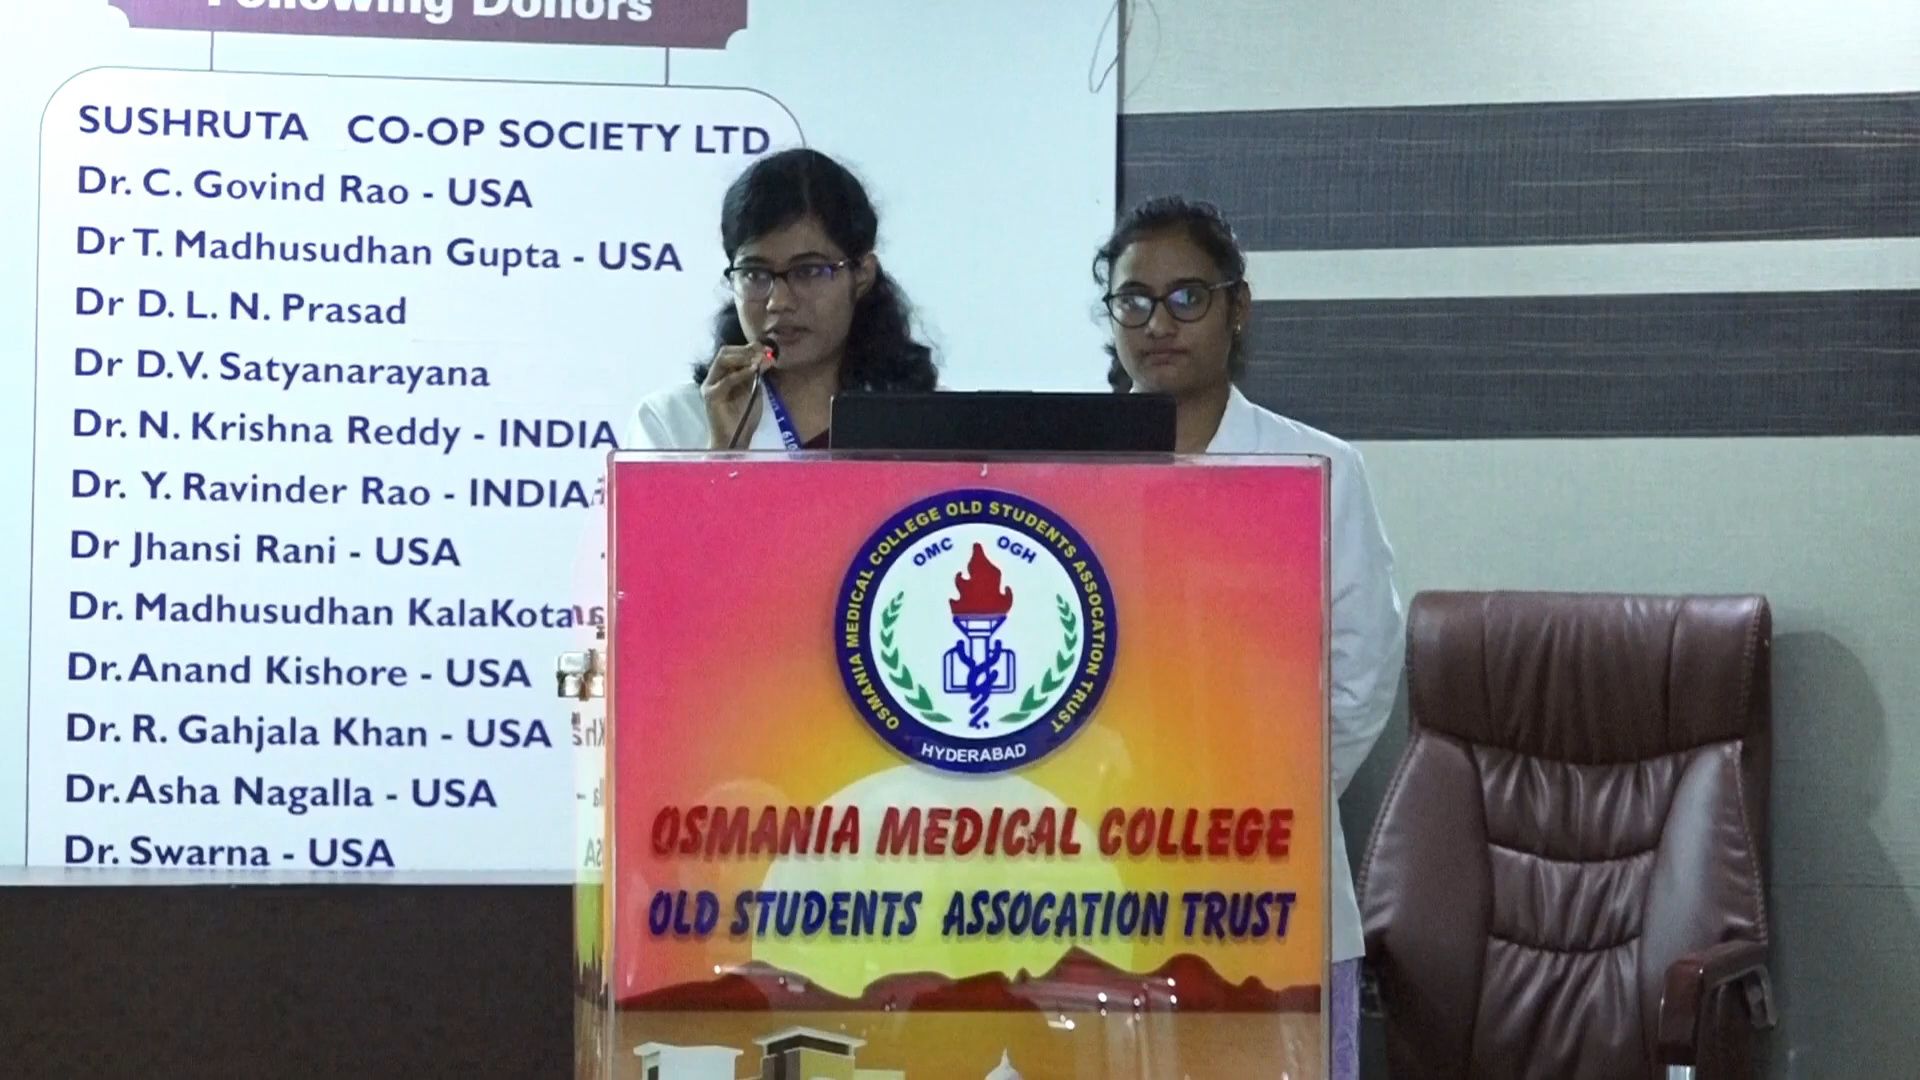 Following Donors
SUSHRUTA CO-OP SOCIETY LTD
Dr. C. Govind Rao - USA
Dr T. Madhusudhan Gupta - USA
Dr D. L. N. Prasad
Dr D.V. Satyanarayana
Dr. N. Krishna Reddy - INDIA
Dr. Y. Ravinder Rao - INDIA
Dr Jhansi Rani - USA
Dr. Madhusudhan KalaKota
Dr. Anand Kishore - USA
Dr. R. Gahjala Khan - USA
Dr. Asha Nagalla - USA
Dr. Swarna - USA
OSMANIA MEDICAL COLLEGE OLD STUDENTS ASSOCATION TRUST
OMC OGH
HYDERABAD
OSMANIA MEDICAL COLLEGE
OLD STUDENTS ASSOCATION TRUST